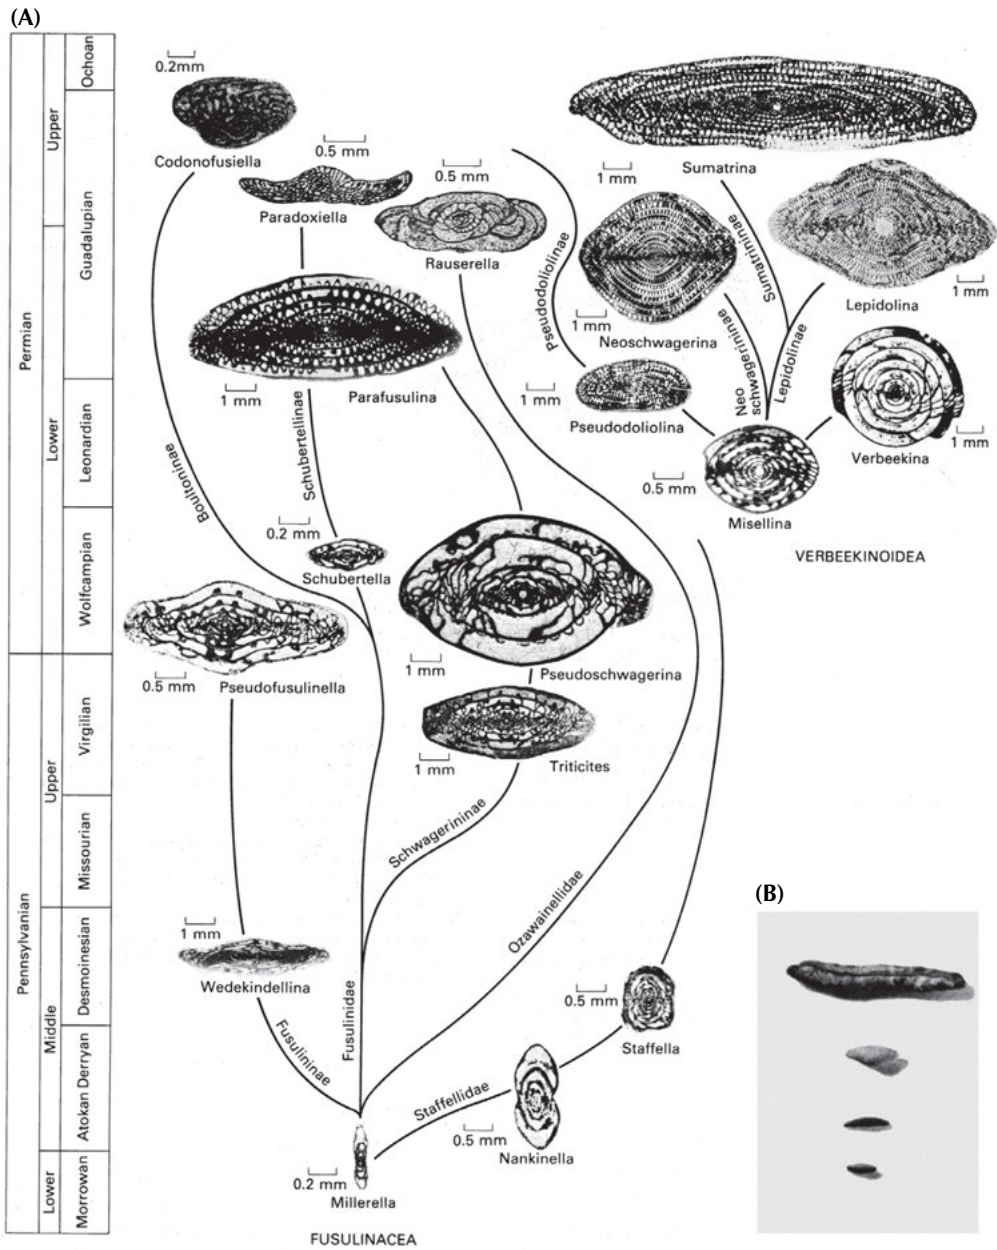 (A)
Ochoan
Guadalupian
Leonardian
Wolfcampian
Virgilian
Missourian
Desmoinesian
Atokan Derryan
Morrowan
Upper
Lower
Upper
Middle
Lower
Permian
Pennsylvanian
0.2mm
Codonofusiella
0.5 mm
Paradoxiella
0.5 mm
Rauserella
1 mm
Parafusulina
Boultoninae
Schubertellinae
0.2 mm
Schubertella
0.5 mm
Pseudofusulinella
1 mm
Pseudoschwagerina
1 mm
Triticites
Schwagerininae
1 mm
Wedekindellina
Fusulininae
Fusulinidae
Ozawainellidae
Staffellidae
0.5 mm
Staffella
0.5 mm
Nankinella
0.2 mm
Millerella
FUSULINACEA
1 mm
Sumatrina
Pseudodoliolinae
1 mm
Neoschwagerina
Sumatrininae
1 mm
Lepidolina
1 mm
Pseudodoliolina
Neo
schwagerininae
Lepidolinae
1 mm
Verbeekina
0.5 mm
Misellina
VERBEEKINOIDEA
(B)